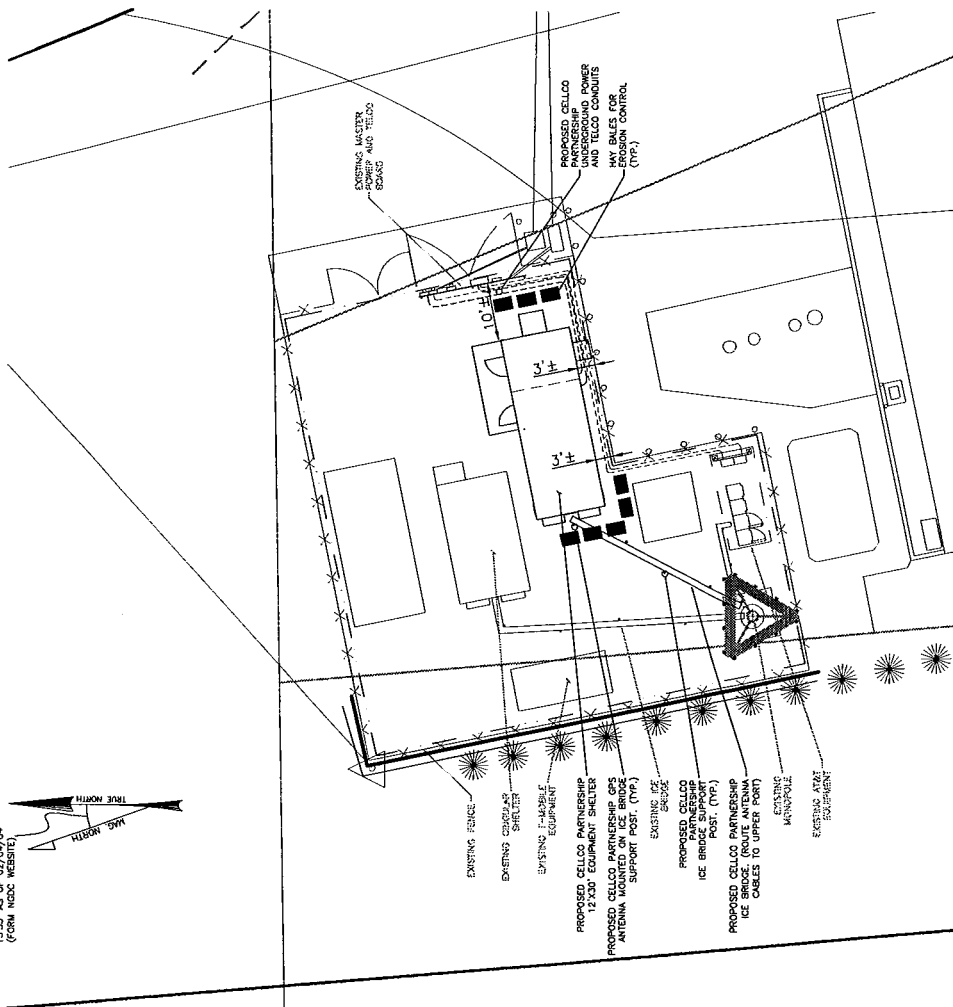 (FORM NGDC WEBSITE)
TRUE NORTH
MAG NORTH
EXISTING MASTER
POWER AND TELCO
BOARD
PROPOSED CELLCO
PARTNERSHIP
UNDERGROUND POWER
AND TELCO CONDUITS
HAY BALES FOR
EROSION CONTROL
(TYP.)
10'±
3'±
3'±
EXISTING FENCE
EXISTING CINGULAR
SHELTER
EXISTING T-MOBILE
EQUIPMENT
PROPOSED CELLCO PARTNERSHIP
12'X30' EQUIPMENT SHELTER
PROPOSED CELLCO PARTNERSHIP GPS
ANTENNA MOUNTED ON ICE BRIDGE
SUPPORT POST. (TYP.)
EXISTING ICE
BRIDGE
PROPOSED CELLCO
PARTNERSHIP
ICE BRIDGE SUPPORT
POST. (TYP.)
PROPOSED CELLCO PARTNERSHIP
ICE BRIDGE. (ROUTE ANTENNA
CABLES TO UPPER PORT)
EXISTING
MONOPOLE
EXISTING AT&T
EQUIPMENT